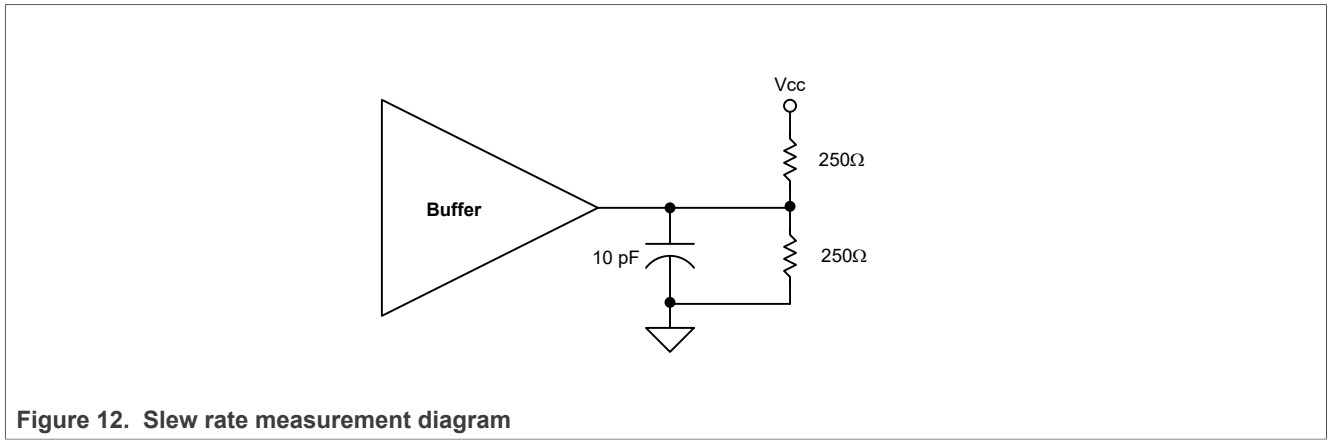 Vcc
250Ω
Buffer
10 pF
250Ω
Figure 12. Slew rate measurement diagram